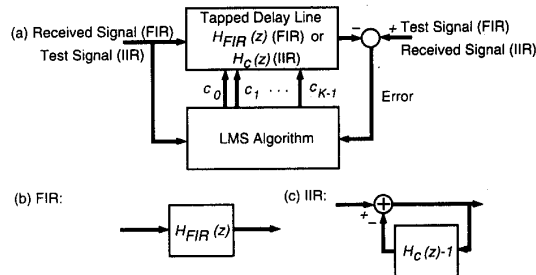 (a) Received Signal (FIR)
Test Signal (IIR)
Tapped Delay Line
H_FIR (z) (FIR) or
H_c (z) (IIR)
−
+ Test Signal (FIR)
Received Signal (IIR)
c_0 c_1 ... c_K-1
Error
LMS Algorithm
(b) FIR:
H_FIR (z)
(c) IIR:
+
+
−
H_c (z)-1